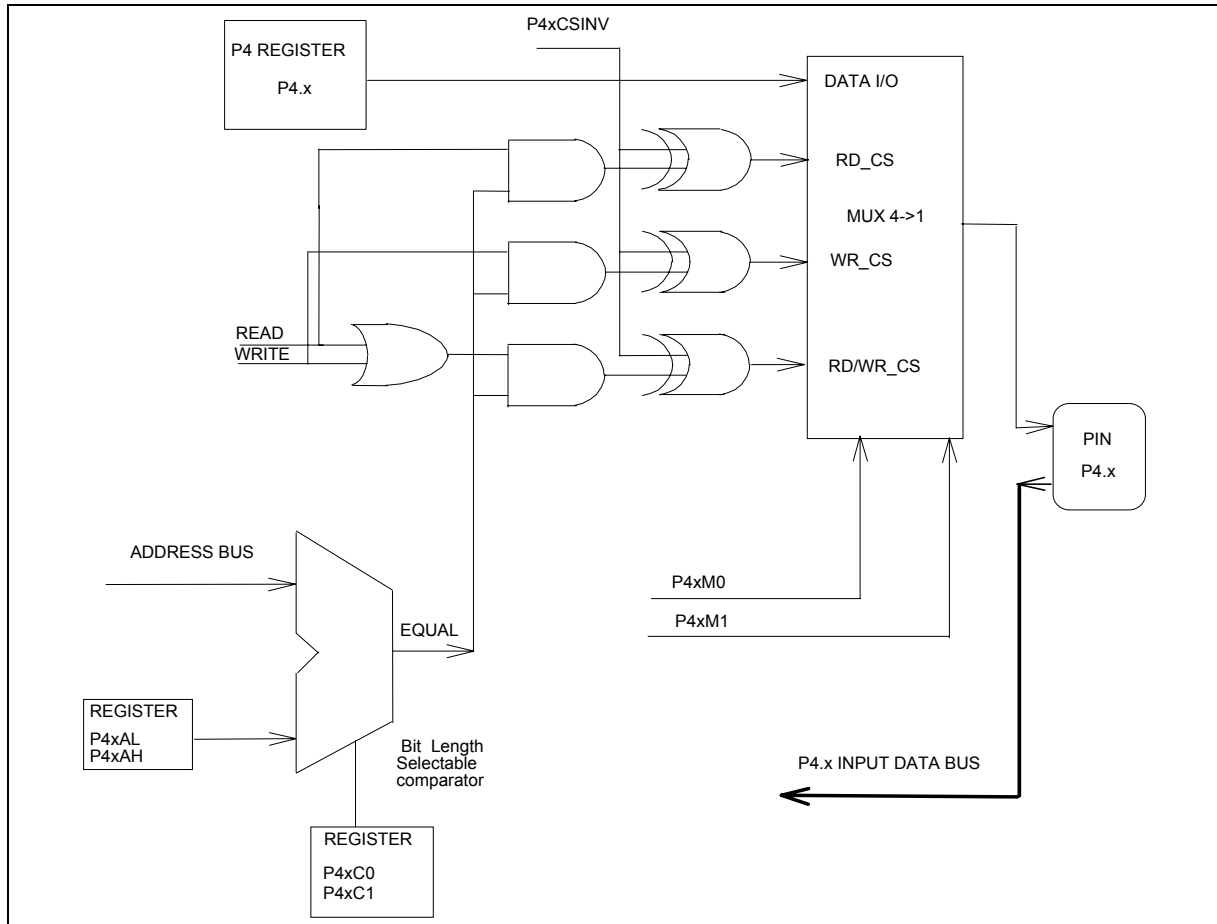 P4xCSINV
P4 REGISTER
P4.x
DATA I/O
RD_CS
MUX 4->1
WR_CS
READ
WRITE
RD/WR_CS
PIN
P4.x
ADDRESS BUS
P4xM0
P4xM1
EQUAL
REGISTER
P4xAL
P4xAH
Bit Length
Selectable
comparator
P4.x INPUT DATA BUS
REGISTER
P4xC0
P4xC1